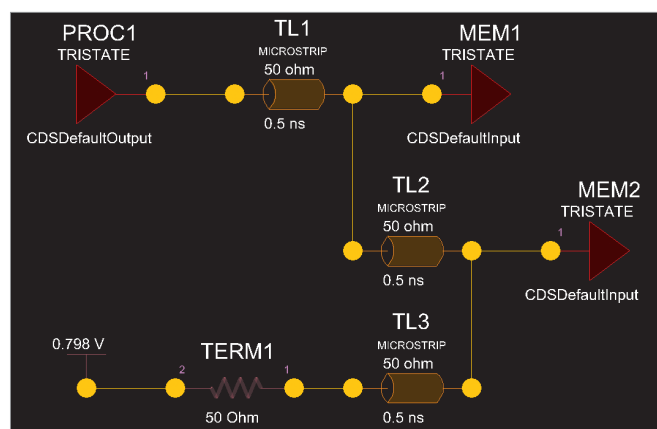 PROC1
TRISTATE
1
CDSDefaultOutput
TL1
MICROSTRIP
50 ohm
0.5 ns
MEM1
TRISTATE
1
CDSDefaultInput
TL2
MICROSTRIP
50 ohm
0.5 ns
MEM2
TRISTATE
1
CDSDefaultInput
0.798 V
TERM1
2
1
50 Ohm
TL3
MICROSTRIP
50 ohm
0.5 ns